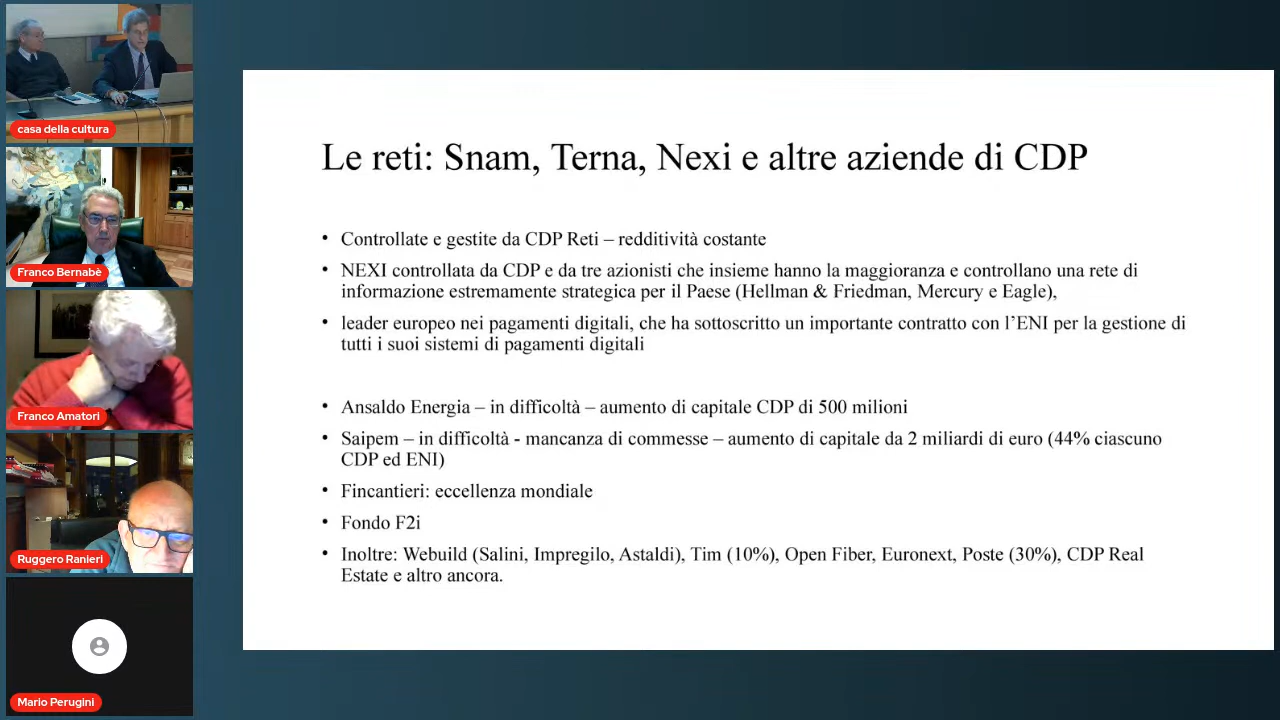 casa della cultura
Franco Bernabè
Franco Amatori
Ruggero Ranieri
Mario Perugini
Le reti: Snam, Terna, Nexi e altre aziende di CDP
• Controllate e gestite da CDP Reti – redditività costante
• NEXI controllata da CDP e da tre azionisti che insieme hanno la maggioranza e controllano una rete di
informazione estremamente strategica per il Paese (Hellman & Friedman, Mercury e Eagle),
• leader europeo nei pagamenti digitali, che ha sottoscritto un importante contratto con l’ENI per la gestione di
tutti i suoi sistemi di pagamenti digitali
• Ansaldo Energia – in difficoltà – aumento di capitale CDP di 500 milioni
• Saipem – in difficoltà - mancanza di commesse – aumento di capitale da 2 miliardi di euro (44% ciascuno
CDP ed ENI)
• Fincantieri: eccellenza mondiale
• Fondo F2i
• Inoltre: Webuild (Salini, Impregilo, Astaldi), Tim (10%), Open Fiber, Euronext, Poste (30%), CDP Real
Estate e altro ancora.